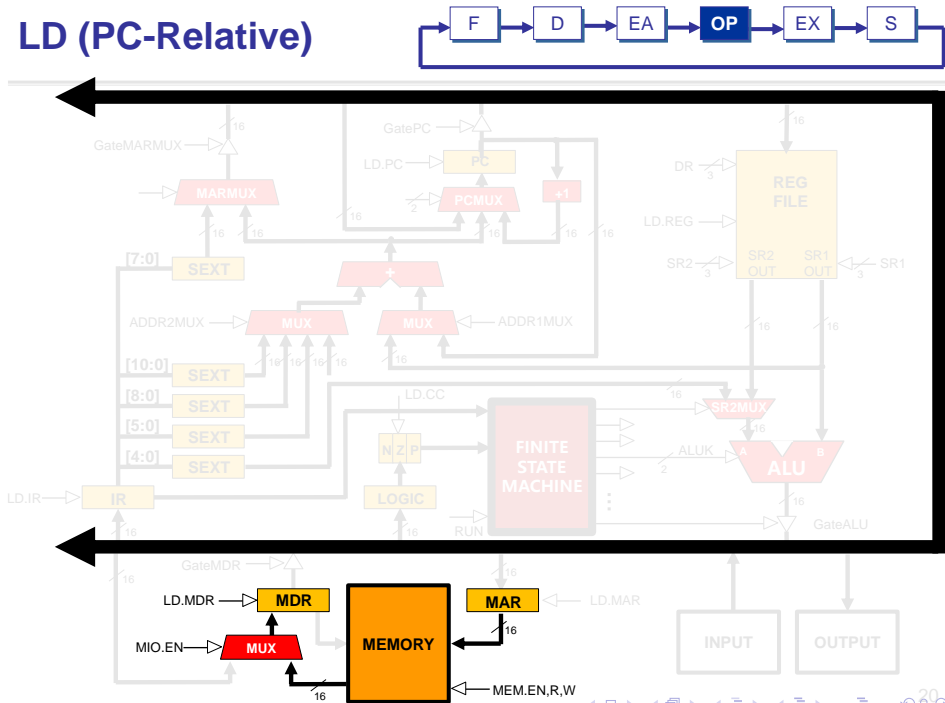 LD (PC-Relative)
F D EA OP EX S
16 16 16
GatePC
GateMARMUX
LD.PC PC
DR 3
REG FILE
MARMUX
2 PCMUX +1
16
LD.REG
16 16 16 16 16
[7:0] SEXT
SR2 3 SR2 OUT SR1 OUT 3 SR1
+
ADDR2MUX MUX MUX ADDR1MUX
16 16
16 16 16 16 16
[10:0] SEXT
LD.CC 16
[8:0] SEXT
SR2MUX
[5:0] SEXT
16
N Z P
FINITE STATE MACHINE
ALUK 2
A B
ALU
[4:0] SEXT
LD.IR IR
LOGIC
16
GateALU
16 16
RUN
GateMDR
16 16
LD.MDR MDR
MEMORY
MAR LD.MAR
16
MIO.EN MUX
INPUT OUTPUT
16
MEM.EN,R,W
20